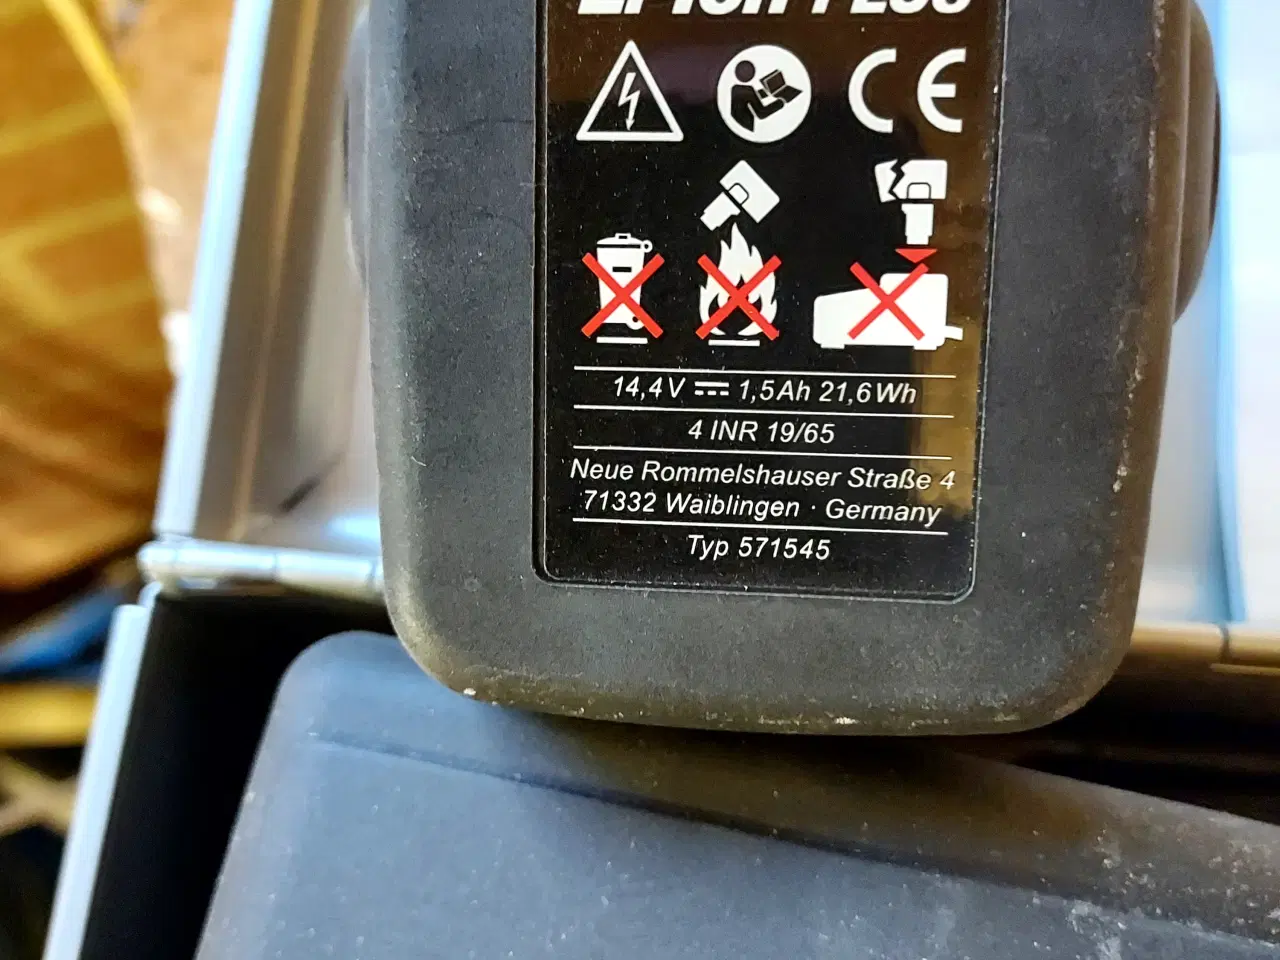 PLUS
CE
14,4V ⎓ 1,5Ah 21,6Wh
4 INR 19/65
Neue Rommelshauser Straße 4
71332 Waiblingen · Germany
Typ 571545